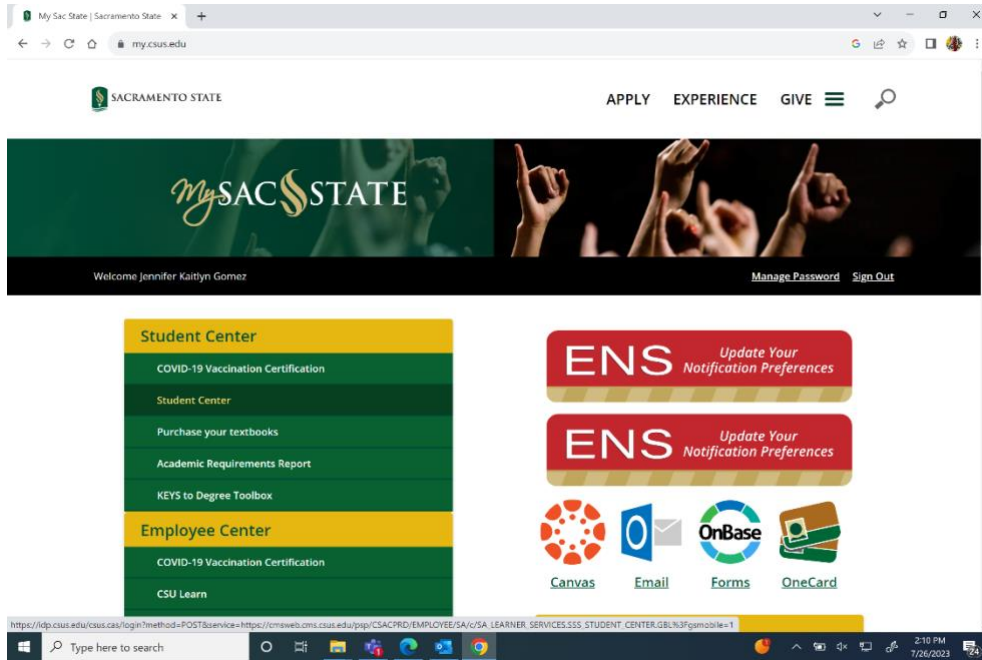 My Sac State | Sacramento State
my.csus.edu
SACRAMENTO STATE
APPLY EXPERIENCE GIVE
MySAC STATE
Welcome Jennifer Kaitlyn Gomez
Manage Password Sign Out
Student Center
COVID-19 Vaccination Certification
Student Center
Purchase your textbooks
Academic Requirements Report
KEYS to Degree Toolbox
Employee Center
COVID-19 Vaccination Certification
CSU Learn
ENS Update Your
Notification Preferences
ENS Update Your
Notification Preferences
OnBase
Canvas Email Forms OneCard
https://idp.csus.edu/csus.cas/login?method=POST&service=https://cmsweb.cms.csus.edu/psp/CSACPRD/EMPLOYEE/SA/c/SA_LEARNER_SERVICES.SSS_STUDENT_CENTER.GBL%3Fgsmobile=1
Type here to search
2:10 PM
7/26/2023
24